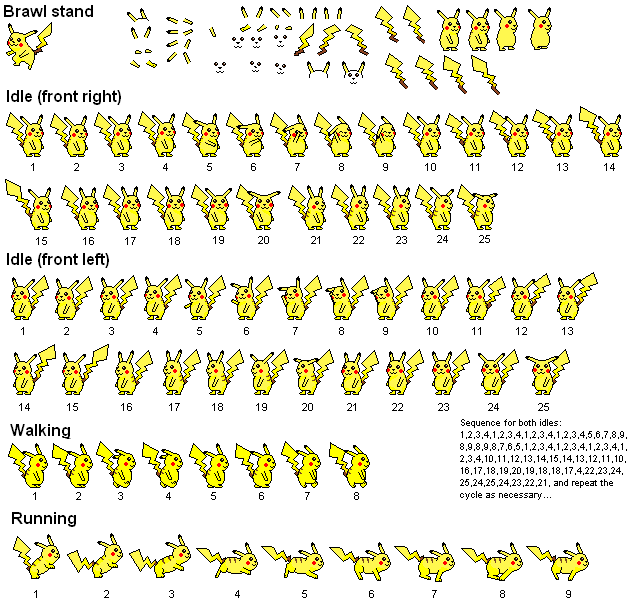 Brawl stand
Idle (front right)
1 2 3 4 5 6 7 8 9 10 11 12 13 14
15 16 17 18 19 20 21 22 23 24 25
Idle (front left)
1 2 3 4 5 6 7 8 9 10 11 12 13
14 15 16 17 18 19 20 21 22 23 24 25
Walking
1 2 3 4 5 6 7 8
Sequence for both idles:
1,2,3,4,1,2,3,4,1,2,3,4,1,2,3,4,5,6,7,8,9,
8,9,8,9,8,7,6,5,1,2,3,4,1,2,3,4,1,2,3,4,1,
2,3,4,10,11,12,13,14,15,14,13,12,11,10,
16,17,18,19,20,19,18,18,17,4,22,23,24,
25,24,25,24,23,22,21, and repeat the
cycle as necessary...
Running
1 2 3 4 5 6 7 8 9